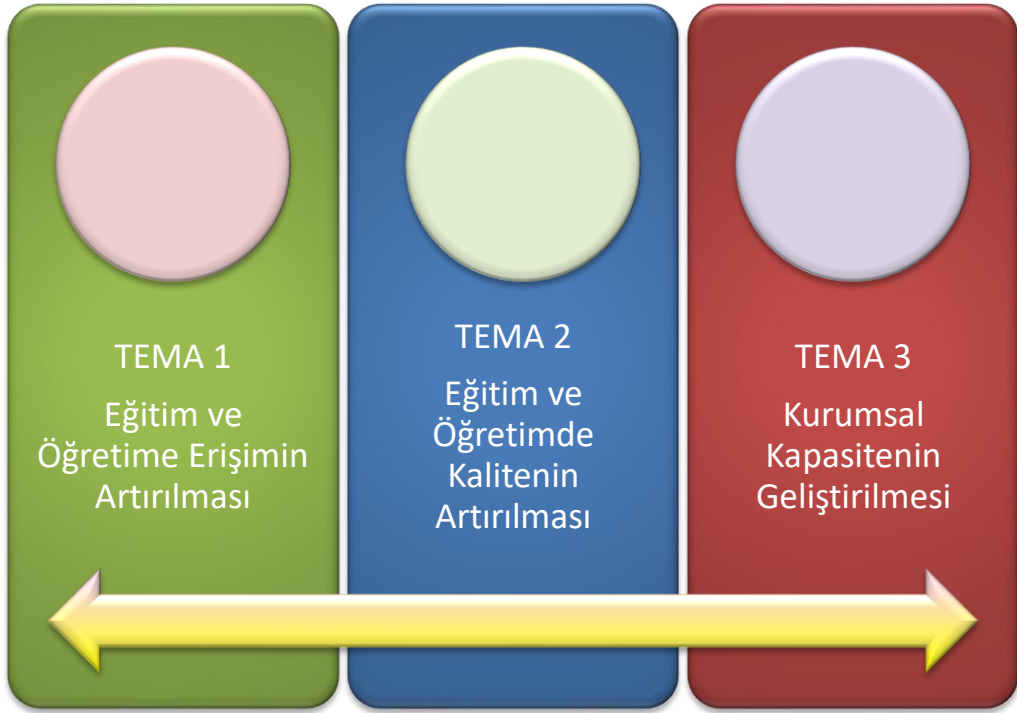 TEMA 1
Eğitim ve
Öğretime Erişimin
Artırılması
TEMA 2
Eğitim ve
Öğretimde
Kalitenin
Artırılması
TEMA 3
Kurumsal
Kapasitenin
Geliştirilmesi